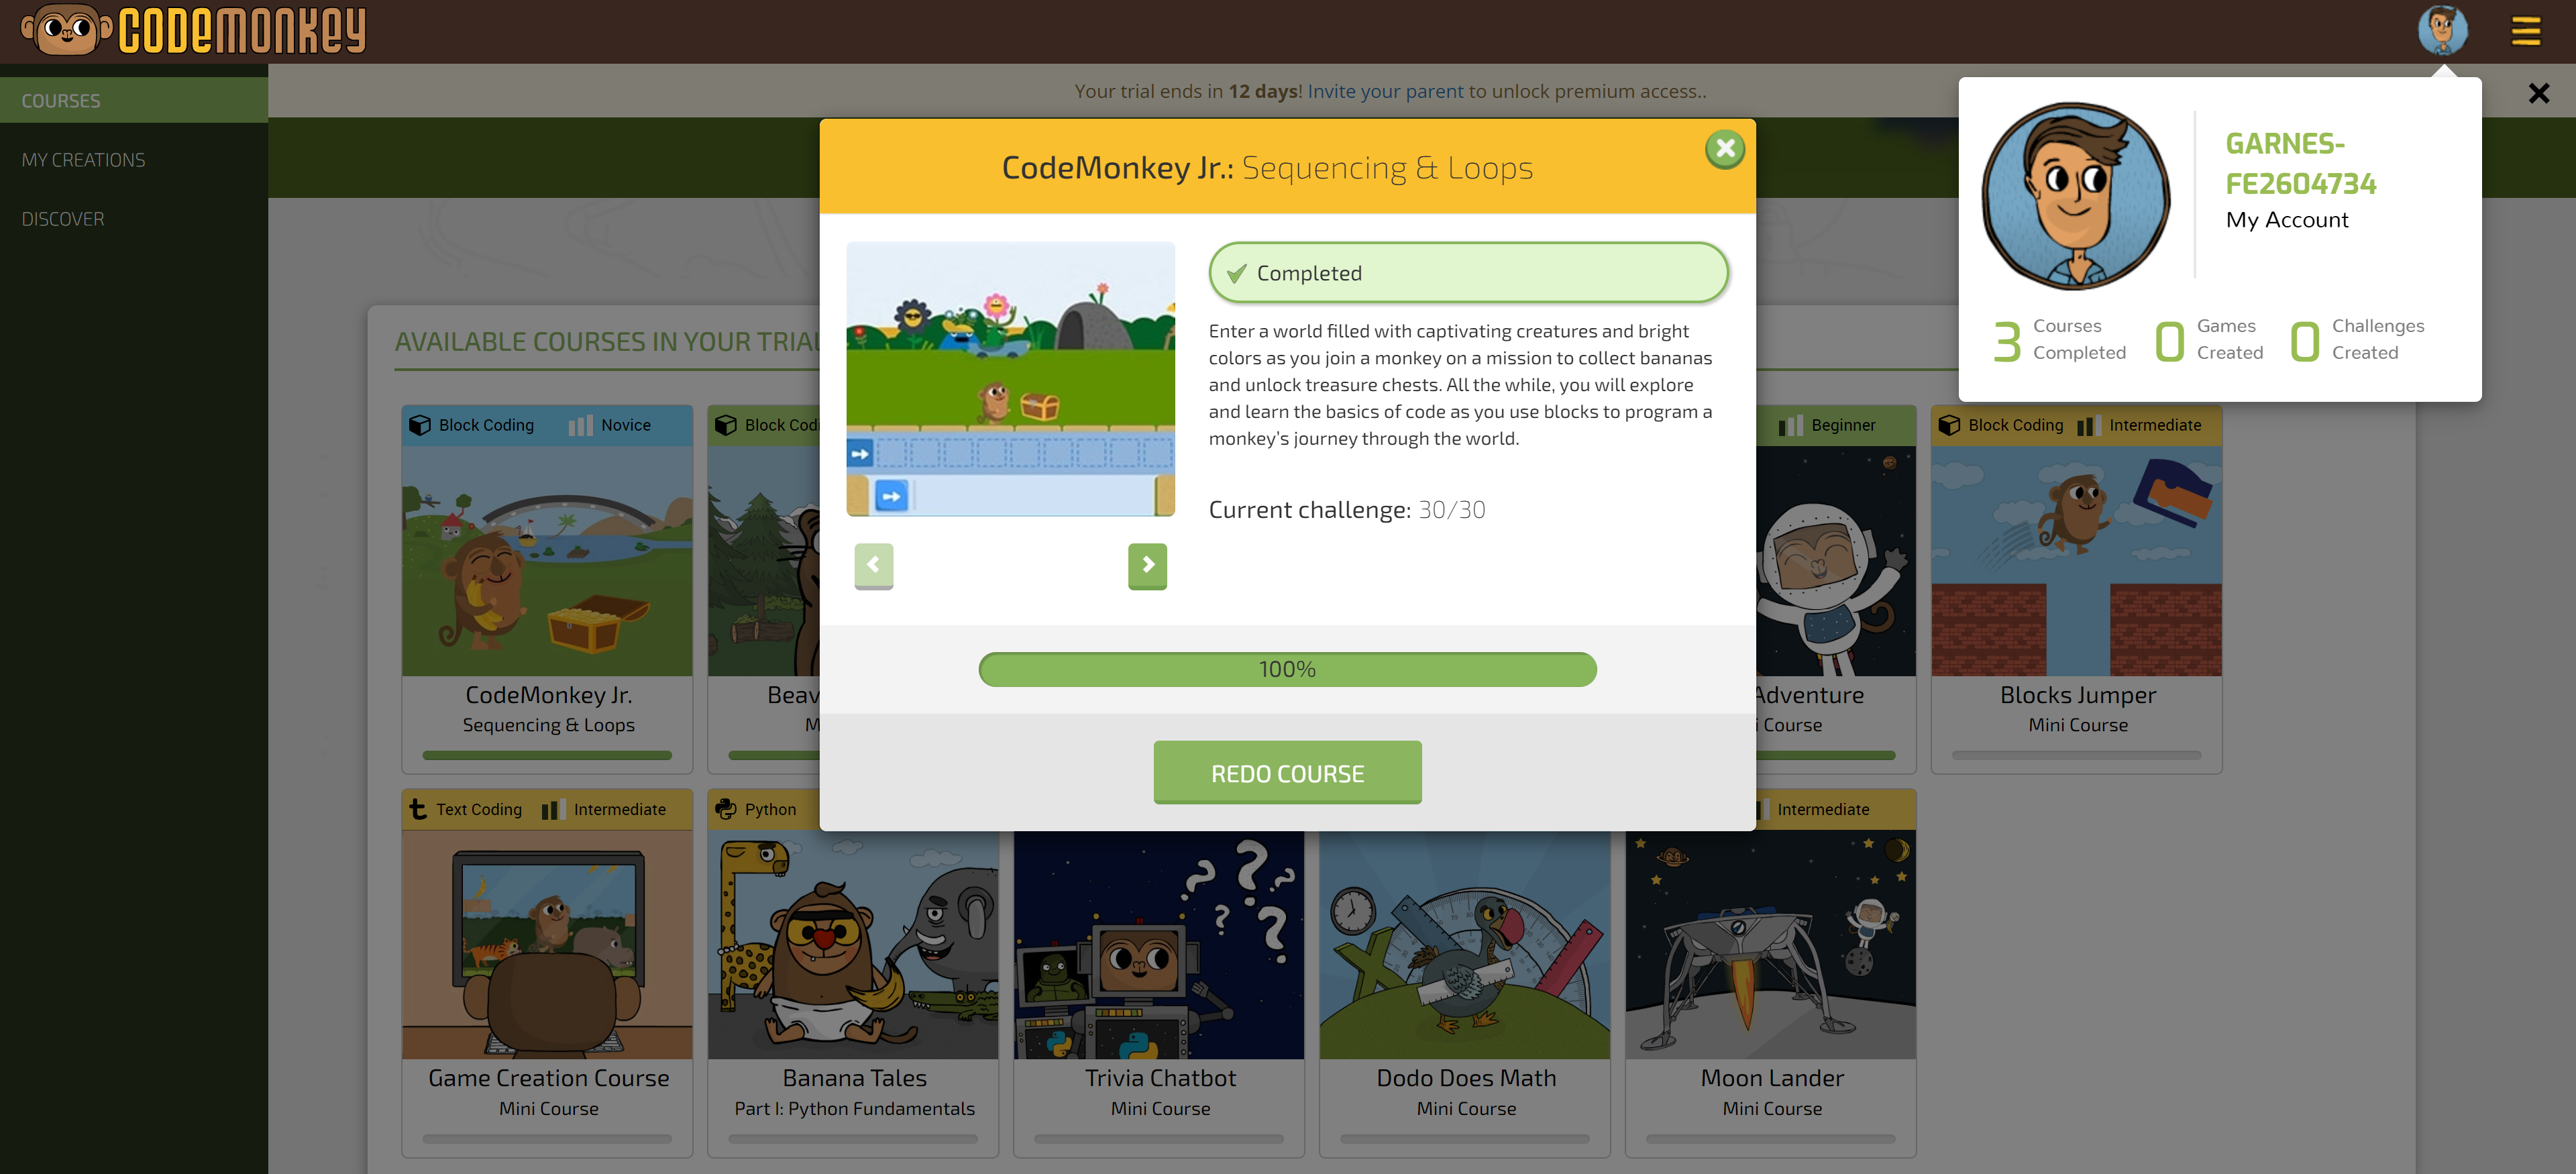 CODEMONKEY
COURSES
MY CREATIONS
DISCOVER
Your trial ends in 12 days! Invite your parent to unlock premium access..
GARNES-
FE2604734
My Account
3 Courses Completed
0 Games Created
0 Challenges Created
CodeMonkey Jr.: Sequencing & Loops
Completed
Enter a world filled with captivating creatures and bright
colors as you join a monkey on a mission to collect bananas
and unlock treasure chests. All the while, you will explore
and learn the basics of code as you use blocks to program a
monkey's journey through the world.
Current challenge: 30/30
100%
REDO COURSE
AVAILABLE COURSES IN YOUR TRIAL
Block Coding Novice
CodeMonkey Jr.
Sequencing & Loops
Block Codi
Beav
M
Beginner
Adventure
i Course
Block Coding Intermediate
Blocks Jumper
Mini Course
Text Coding Intermediate
Game Creation Course
Mini Course
Python
Banana Tales
Part I: Python Fundamentals
Trivia Chatbot
Mini Course
Dodo Does Math
Mini Course
Intermediate
Moon Lander
Mini Course